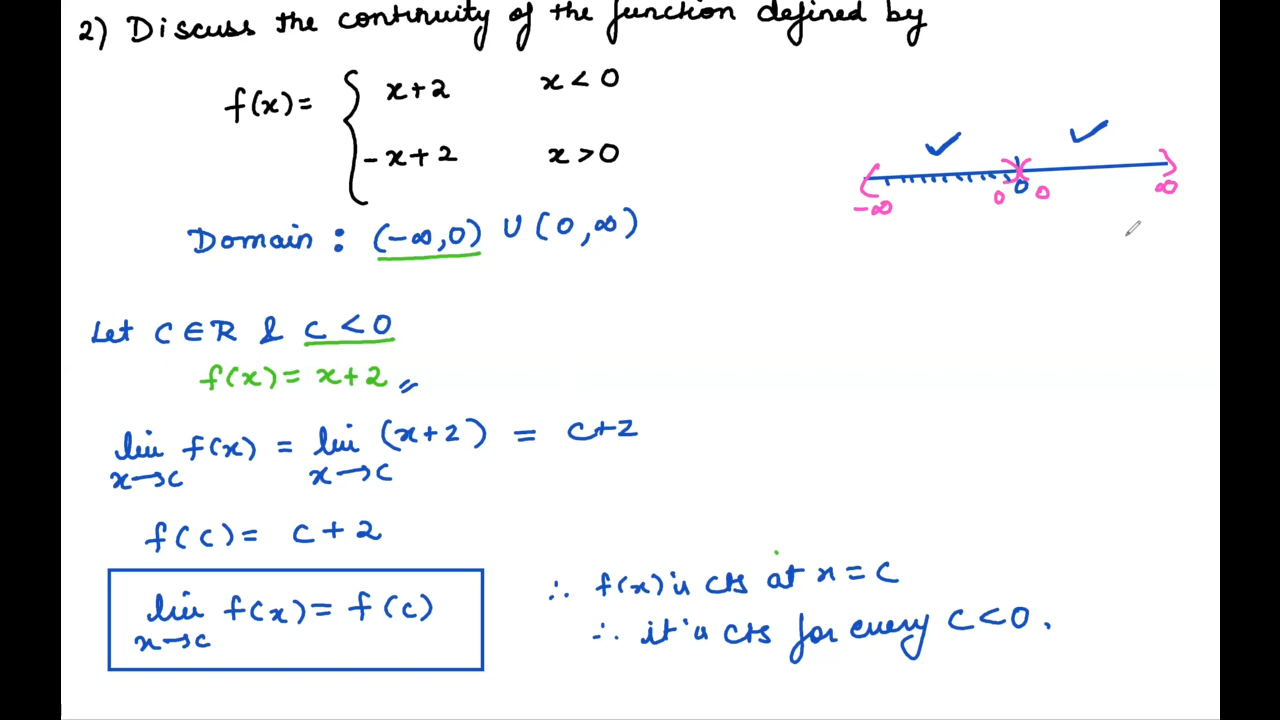 2) Discuss the continuity of the function defined by
f(x) = { x+2 x < 0
-x+2 x > 0
-∞ 0 0 0 ∞
Domain : (-∞,0) ∪ (0,∞)
Let C ∈ R & C < 0
f(x) = x+2
lim x→c f(x) = lim x→c (x+2) = c+2
f(c) = c+2
lim x→c f(x) = f(c)
∴ f(x) is cts at x = c
∴ it is cts for every c<0.